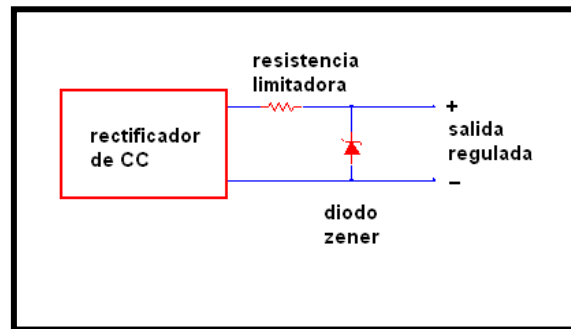 resistencia
limitadora
rectificador
de CC
+
salida
regulada
−
diodo
zener